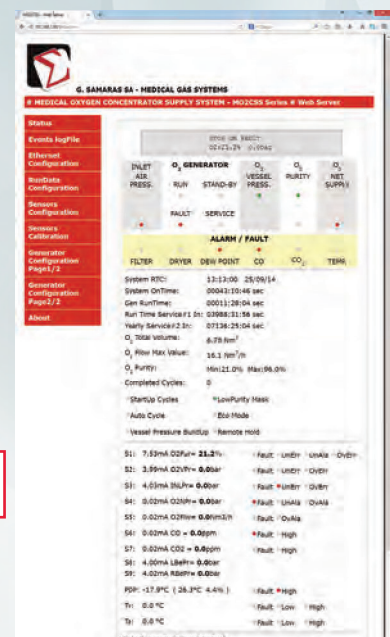 G. SAMARAS SA - MEDICAL GAS SYSTEMS
# MEDICAL OXYGEN CONCENTRATOR SUPPLY SYSTEM - MO2CSS Series # Web Server
Status
Events logFile
Ethernet Configuration
RunData Configuration
Sensors Configuration
Sensors Calibration
Generator Configuration Page1/2
Generator Configuration Page2/2
About
O2:21.2% 0.0bar
INLET AIR PRESS.
O2 GENERATOR
RUN STAND-BY
FAULT SERVICE
O2 VESSEL PRESS.
O2 PURITY
O2 NET SUPPLY
ALARM / FAULT
FILTER DRYER DEW POINT CO CO2 TEMP.
System RTC: 13:13:00 25/09/14
System OnTime: 00043:10:46 sec
Gen RunTime: 00011:28:04 sec
Run Time Service#1 In: 03988:31:56 sec
Yearly Service#2 In: 07136:25:04 sec
O2 Total Volume: 6.75 Nm3
O2 Flow Max Value: 16.1 Nm3/h
O2 Purity: Min:21.0% Max:96.0%
Completed Cycles: 0
StartUp Cycles LowPurity Mask
Auto Cycle Eco Mode
Vessel Pressure BuildUp Remote Hold
S1: 7.53mA O2Pur= 21.2% Fault UnErr UnAla OvErr
S2: 3.99mA O2VPr= 0.0bar Fault UnErr OvErr
S3: 4.03mA INLPr= 0.0bar Fault UnErr OvErr
S4: 0.02mA O2NPr= 0.0bar Fault UnAla OvAla
S5: 0.02mA O2Flw= 0.0Nm3/h Fault OvAla
S6: 0.02mA CO = 0.0ppm Fault High
S7: 0.02mA CO2 = 0.0ppm Fault High
S8: 4.00mA LBePr= 0.0bar
S9: 4.02mA RBePr= 0.0bar
PDP: -17.9°C ( 26.3°C 4.4% ) Fault High
0.0 °C Fault Low High
0.0 °C Fault Low High